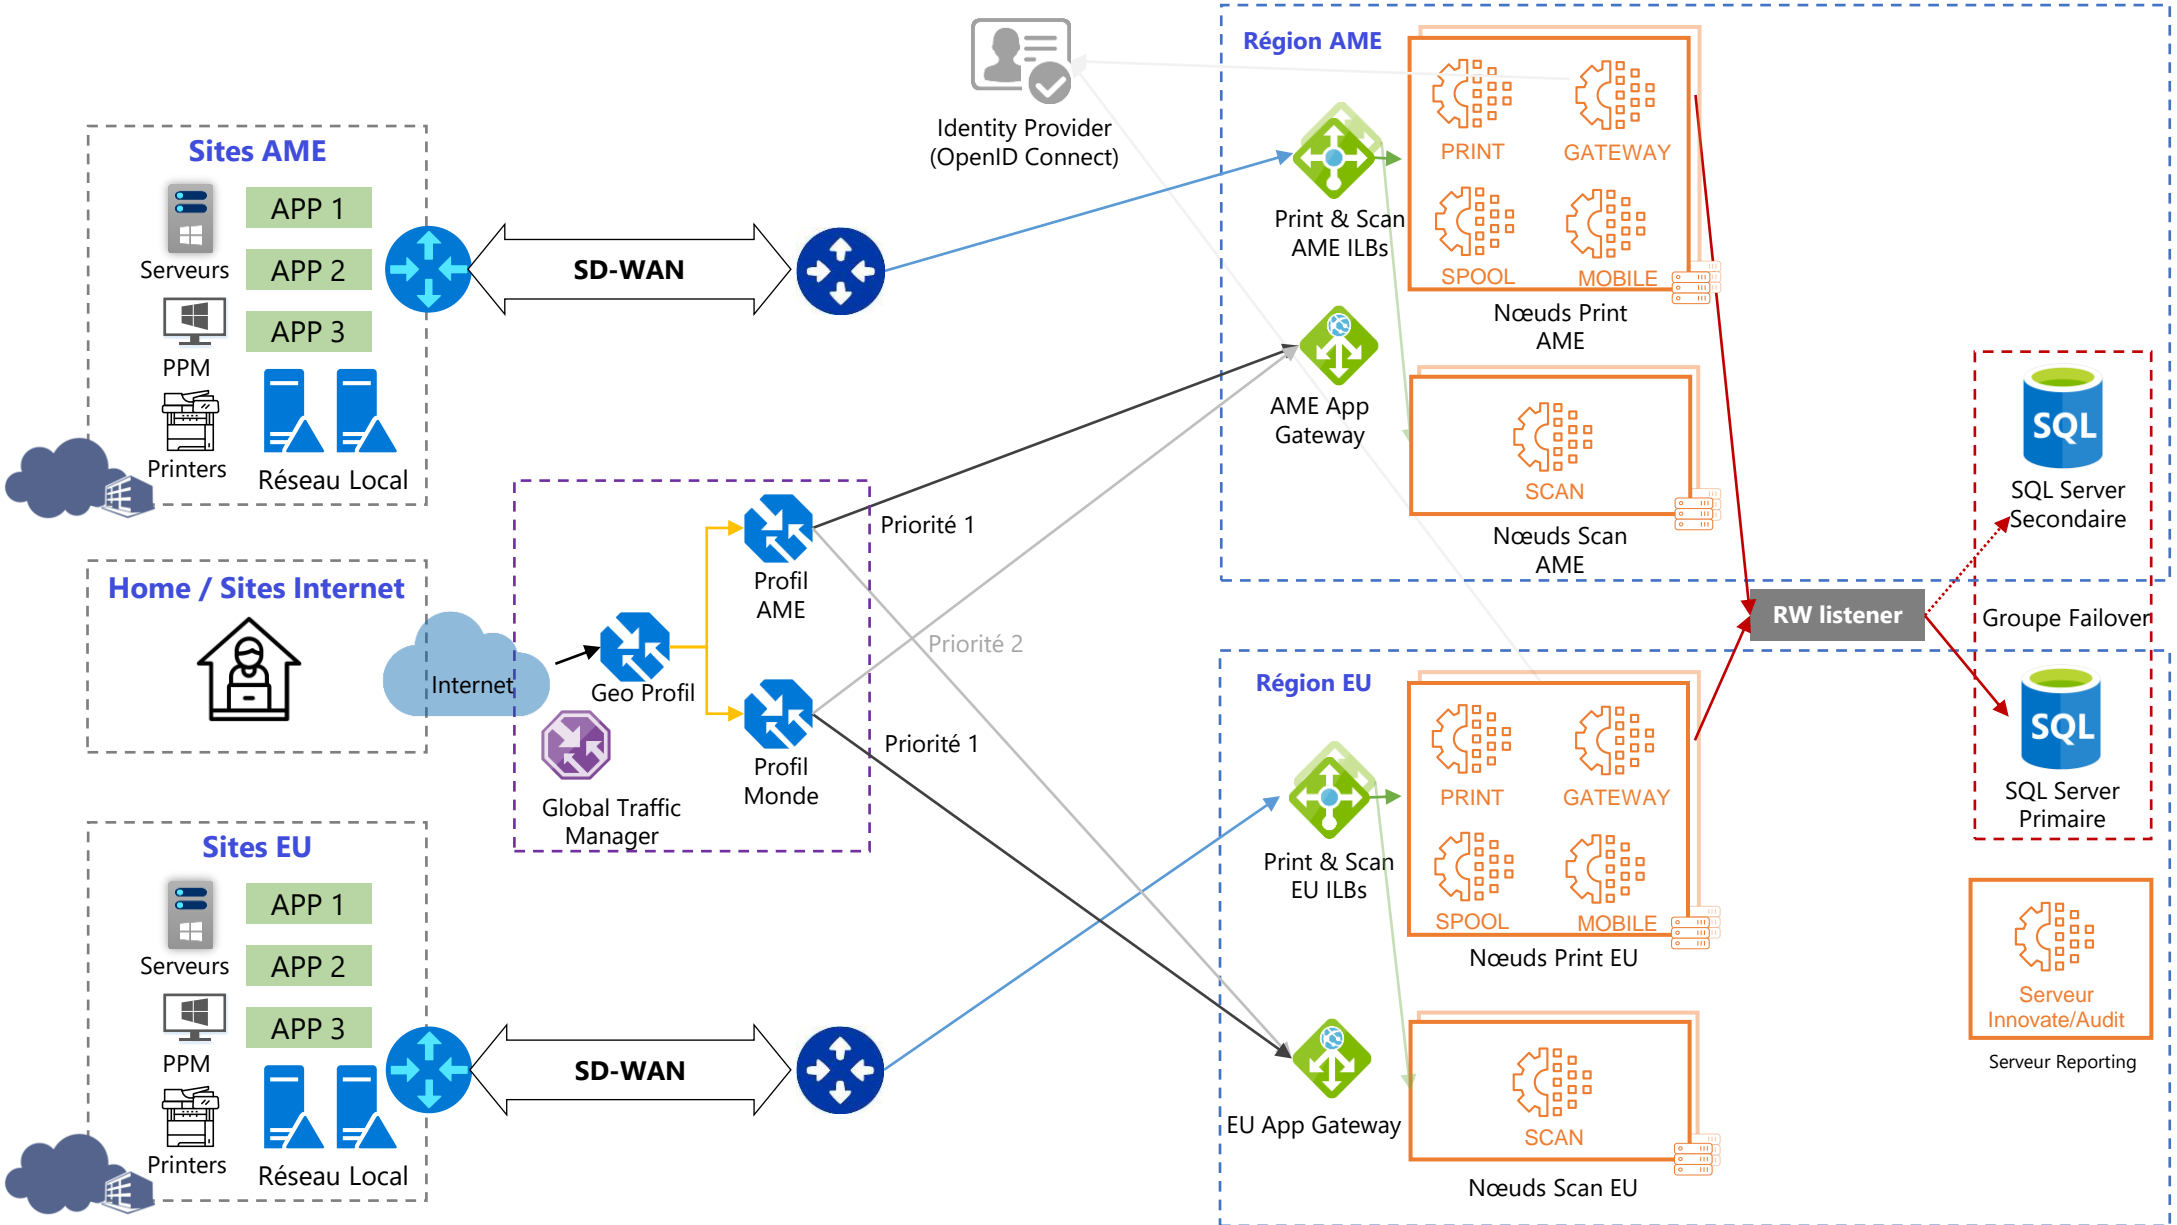 Région AME
Identity Provider
(OpenID Connect)
PRINT
GATEWAY
SPOOL
MOBILE
Print & Scan
AME ILBs
Nœuds Print
AME
AME App
Gateway
SCAN
Nœuds Scan
AME
Sites AME
Serveurs
APP 1
APP 2
APP 3
PPM
Printers
Réseau Local
SD-WAN
Home / Sites Internet
Internet
Geo Profil
Profil
AME
Profil
Monde
Global Traffic
Manager
Priorité 1
Priorité 2
Priorité 1
RW listener
SQL
SQL Server
Secondaire
Groupe Failover
SQL
SQL Server
Primaire
Région EU
PRINT
GATEWAY
SPOOL
MOBILE
Print & Scan
EU ILBs
Nœuds Print EU
EU App Gateway
SCAN
Nœuds Scan EU
Serveur
Innovate/Audit
Serveur Reporting
Sites EU
Serveurs
APP 1
APP 2
APP 3
PPM
Printers
Réseau Local
SD-WAN